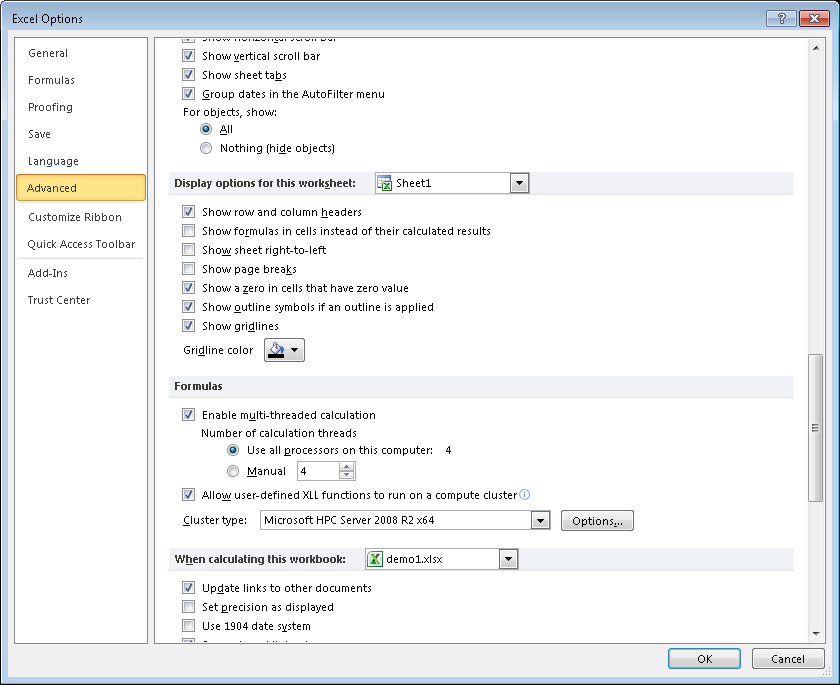 Excel Options
General
Formulas
Proofing
Save
Language
Advanced
Customize Ribbon
Quick Access Toolbar
Add-Ins
Trust Center
Show horizontal scroll bar
Show vertical scroll bar
Show sheet tabs
Group dates in the AutoFilter menu
For objects, show:
All
Nothing (hide objects)
Display options for this worksheet: Sheet1
Show row and column headers
Show formulas in cells instead of their calculated results
Show sheet right-to-left
Show page breaks
Show a zero in cells that have zero value
Show outline symbols if an outline is applied
Show gridlines
Gridline color
Formulas
Enable multi-threaded calculation
Number of calculation threads
Use all processors on this computer: 4
Manual 4
Allow user-defined XLL functions to run on a compute cluster
Cluster type: Microsoft HPC Server 2008 R2 x64 Options...
When calculating this workbook: demo1.xlsx
Update links to other documents
Set precision as displayed
Use 1904 date system
OK Cancel